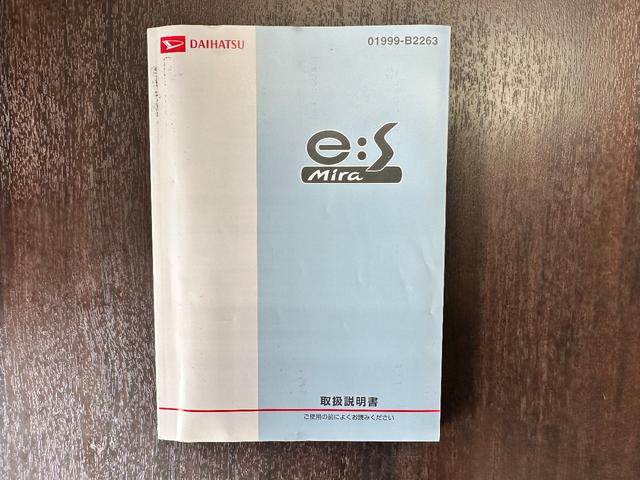 DAIHATSU
01999-B2263
e:S
Mira
取扱説明書
ご使用の前によくお読みください